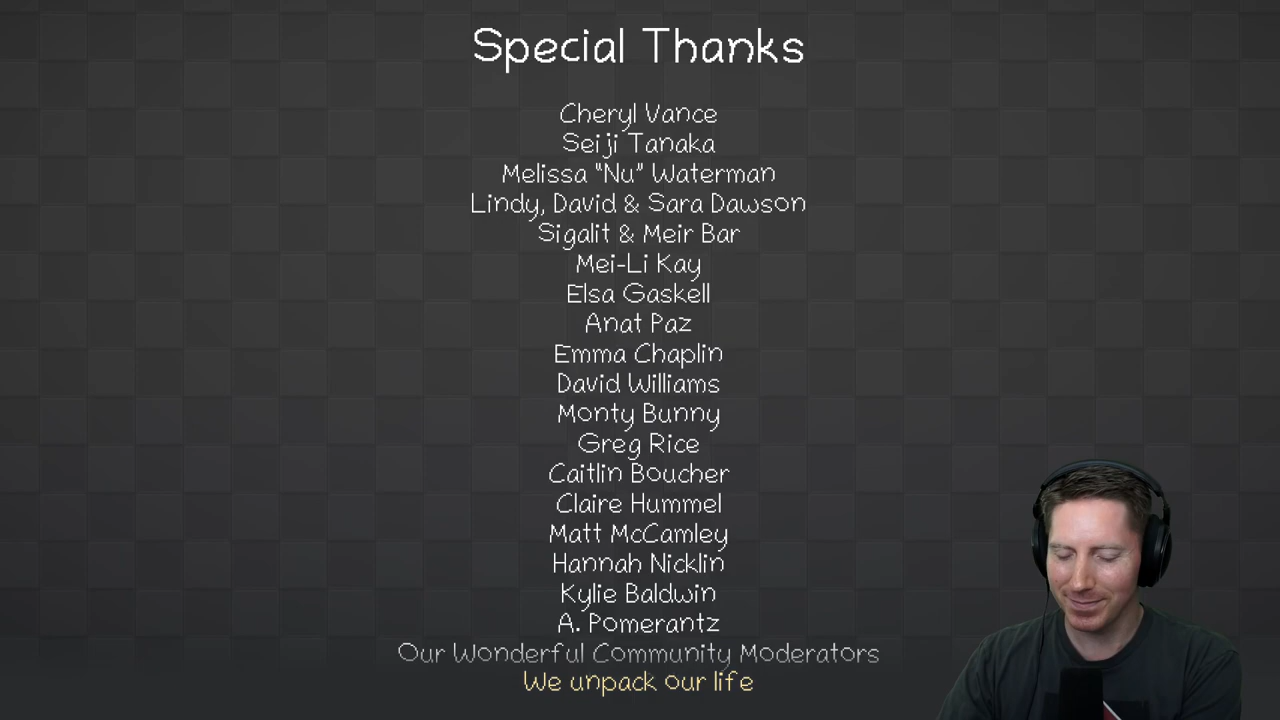 Special Thanks
Cheryl Vance
Seiji Tanaka
Melissa "Nu" Waterman
Lindy, David & Sara Dawson
Sigalit & Meir Bar
Mei-Li Kay
Elsa Gaskell
Anat Paz
Emma Chaplin
David Williams
Monty Bunny
Greg Rice
Caitlin Boucher
Claire Hummel
Matt McCamley
Hannah Nicklin
Kylie Baldwin
A. Pomerantz
Our Wonderful Community Moderators
We unpack our life